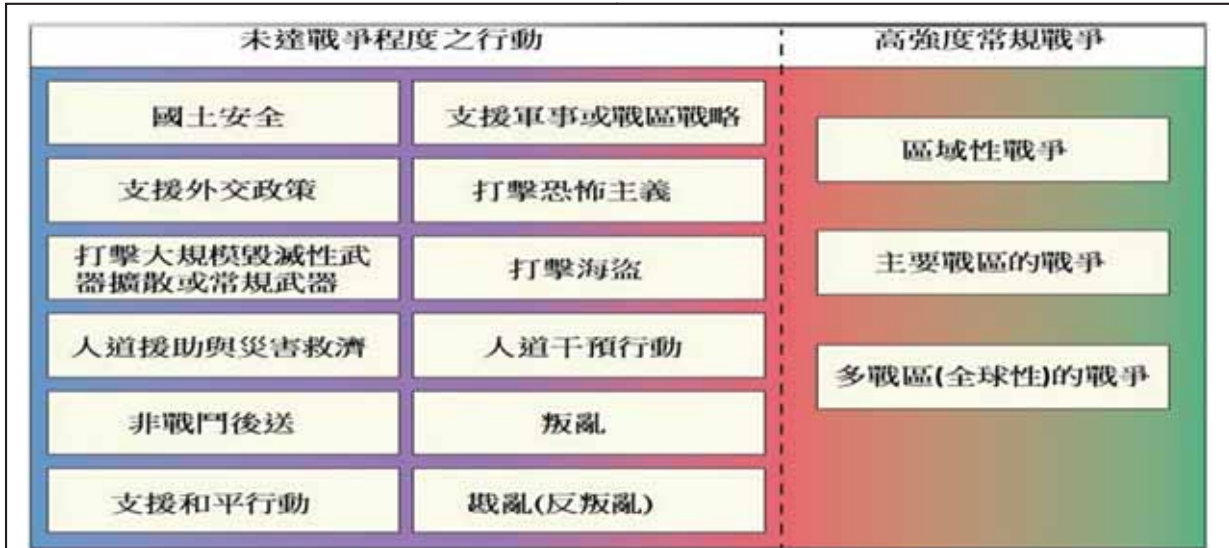 未達戰爭程度之行動
高強度常規戰爭
國土安全
支援軍事或戰區戰略
支援外交政策
打擊恐怖主義
打擊大規模毀滅性武
器擴散或常規武器
打擊海盜
人道援助與災害救濟
人道干預行動
非戰鬥後送
叛亂
支援和平行動
戡亂(反叛亂)
區域性戰爭
主要戰區的戰爭
多戰區(全球性)的戰爭